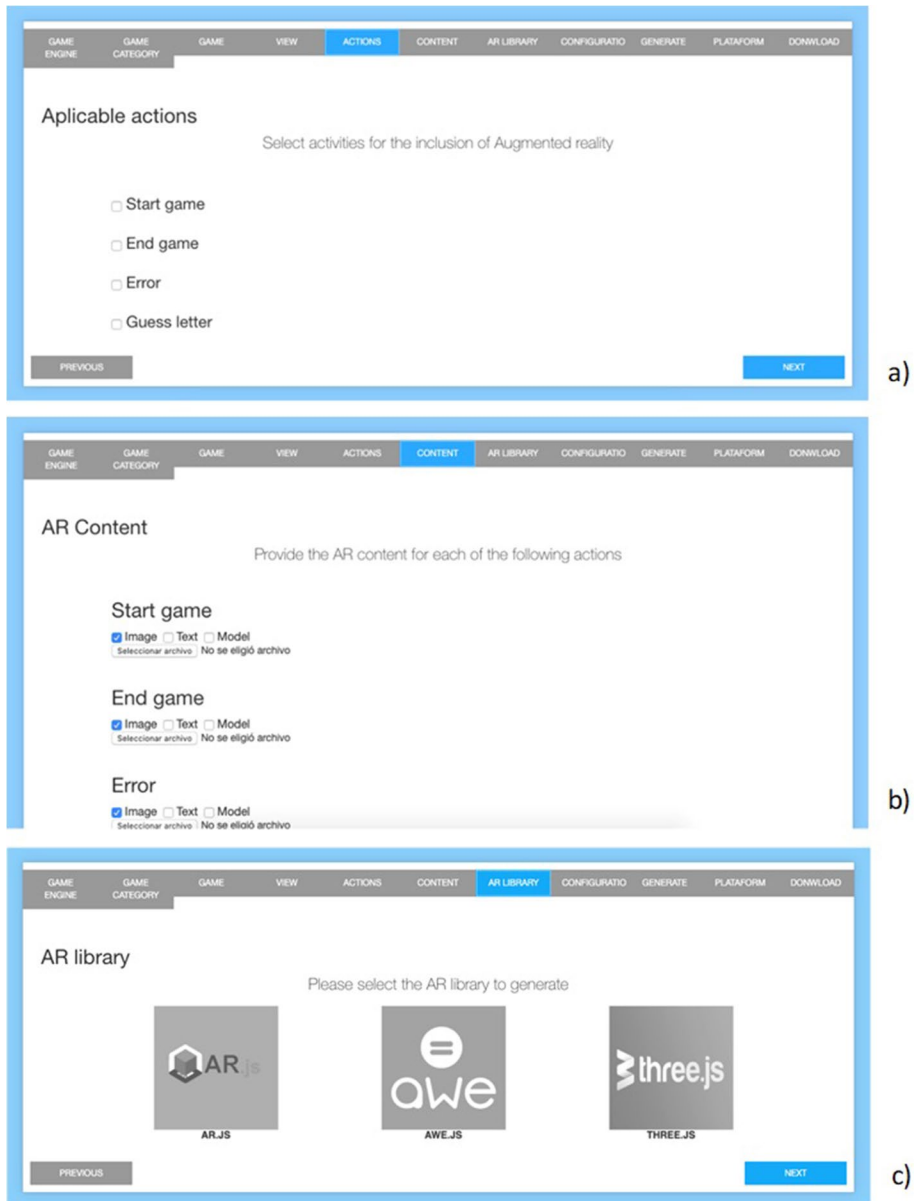 GAME ENGINE GAME CATEGORY GAME VIEW ACTIONS CONTENT AR LIBRARY CONFIGURATIO GENERATE PLATAFORM DONWLOAD
Aplicable actions
Select activities for the inclusion of Augmented reality
Start game
End game
Error
Guess letter
PREVIOUS NEXT
a)
GAME ENGINE GAME CATEGORY GAME VIEW ACTIONS CONTENT AR LIBRARY CONFIGURATIO GENERATE PLATAFORM DONWLOAD
AR Content
Provide the AR content for each of the following actions
Start game
Image Text Model
Seleccionar archivo No se eligió archivo
End game
Image Text Model
Seleccionar archivo No se eligió archivo
Error
Image Text Model
Seleccionar archivo No se eligió archivo
b)
GAME ENGINE GAME CATEGORY GAME VIEW ACTIONS CONTENT AR LIBRARY CONFIGURATIO GENERATE PLATAFORM DONWLOAD
AR library
Please select the AR library to generate
AR.js awe three.js
AR.JS AWE.JS THREE.JS
PREVIOUS NEXT
c)